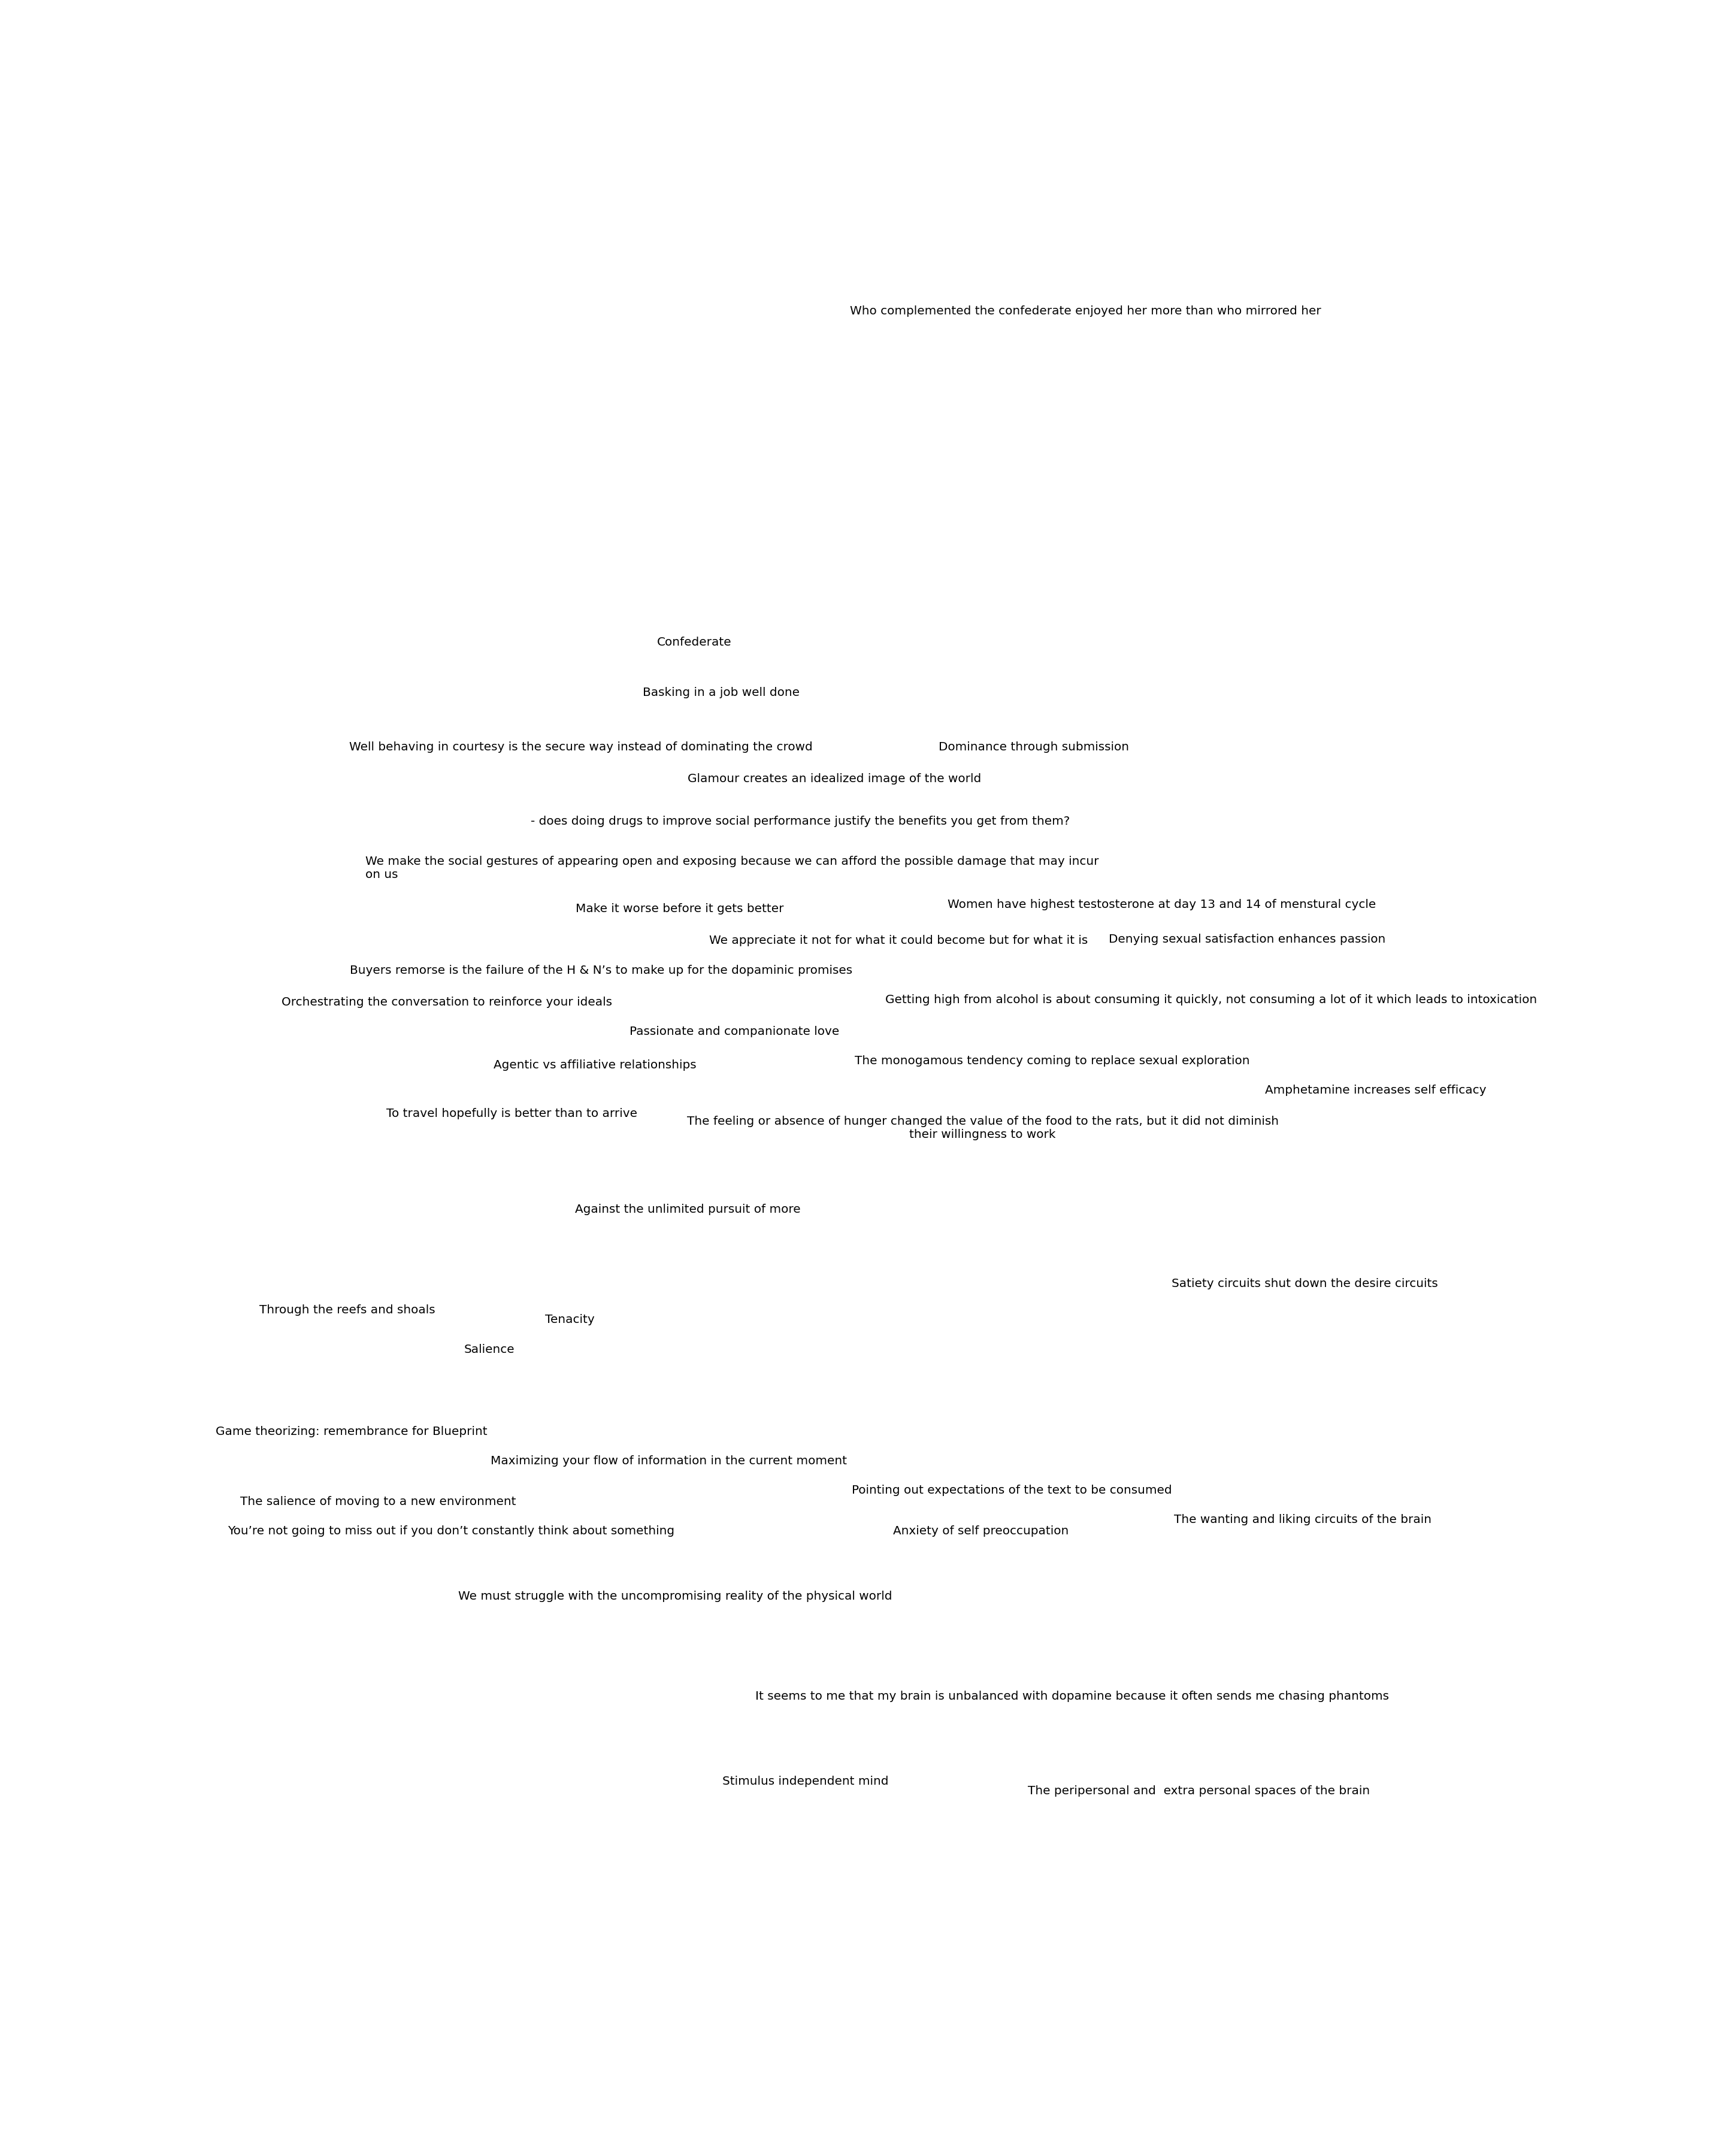 Who complemented the confederate enjoyed her more than who mirrored her
Confederate
Basking in a job well done
Well behaving in courtesy is the secure way instead of dominating the crowd
Dominance through submission
Glamour creates an idealized image of the world
- does doing drugs to improve social performance justify the benefits you get from them?
We make the social gestures of appearing open and exposing because we can afford the possible damage that may incur
on us
Women have highest testosterone at day 13 and 14 of menstural cycle
Make it worse before it gets better
We appreciate it not for what it could become but for what it is
Denying sexual satisfaction enhances passion
Buyers remorse is the failure of the H & N’s to make up for the dopaminic promises
Orchestrating the conversation to reinforce your ideals
Getting high from alcohol is about consuming it quickly, not consuming a lot of it which leads to intoxication
Passionate and companionate love
Agentic vs affiliative relationships
The monogamous tendency coming to replace sexual exploration
Amphetamine increases self efficacy
To travel hopefully is better than to arrive
The feeling or absence of hunger changed the value of the food to the rats, but it did not diminish
their willingness to work
Against the unlimited pursuit of more
Satiety circuits shut down the desire circuits
Through the reefs and shoals
Tenacity
Salience
Game theorizing: remembrance for Blueprint
Maximizing your flow of information in the current moment
Pointing out expectations of the text to be consumed
The salience of moving to a new environment
The wanting and liking circuits of the brain
You’re not going to miss out if you don’t constantly think about something
Anxiety of self preoccupation
We must struggle with the uncompromising reality of the physical world
It seems to me that my brain is unbalanced with dopamine because it often sends me chasing phantoms
Stimulus independent mind
The peripersonal and  extra personal spaces of the brain